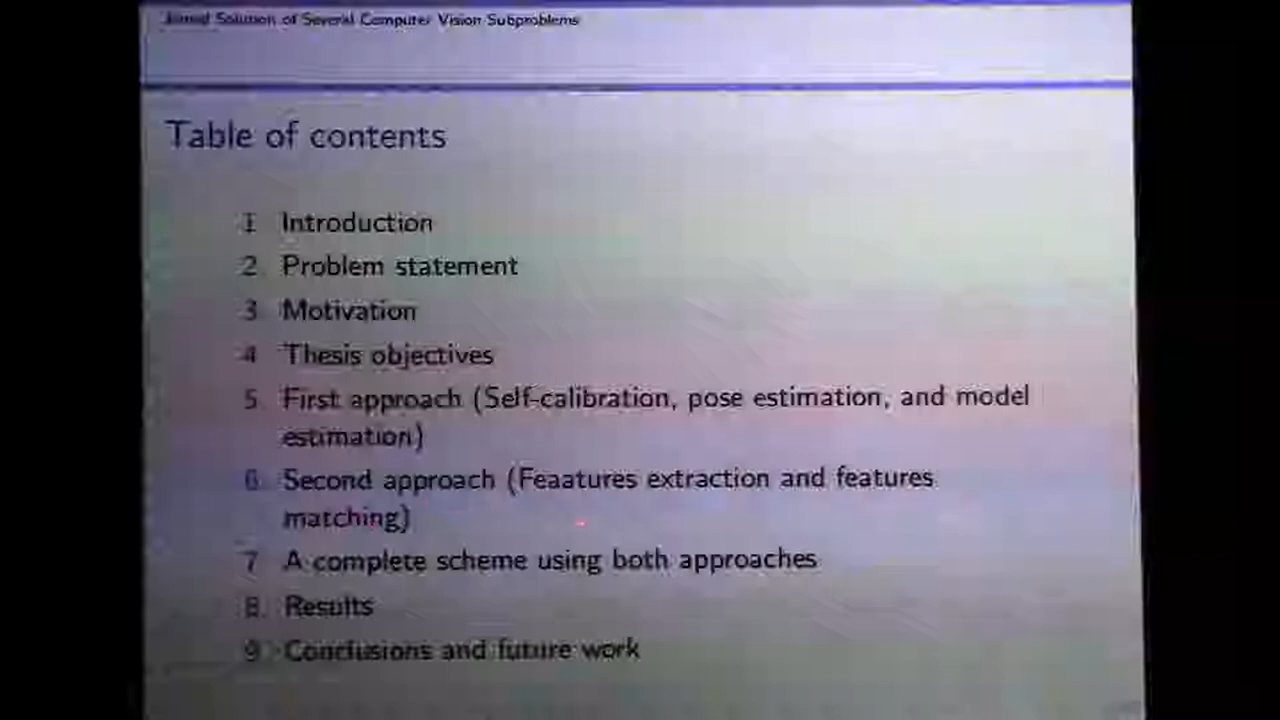 Joined Solution of Several Computer Vision Subproblems
Table of contents
1 Introduction
2 Problem statement
3 Motivation
4 Thesis objectives
5 First approach (Self-calibration, pose estimation, and model
estimation)
6 Second approach (Feaatures extraction and features
matching)
7 A complete scheme using both approaches
8 Results
9 Conclusions and future work